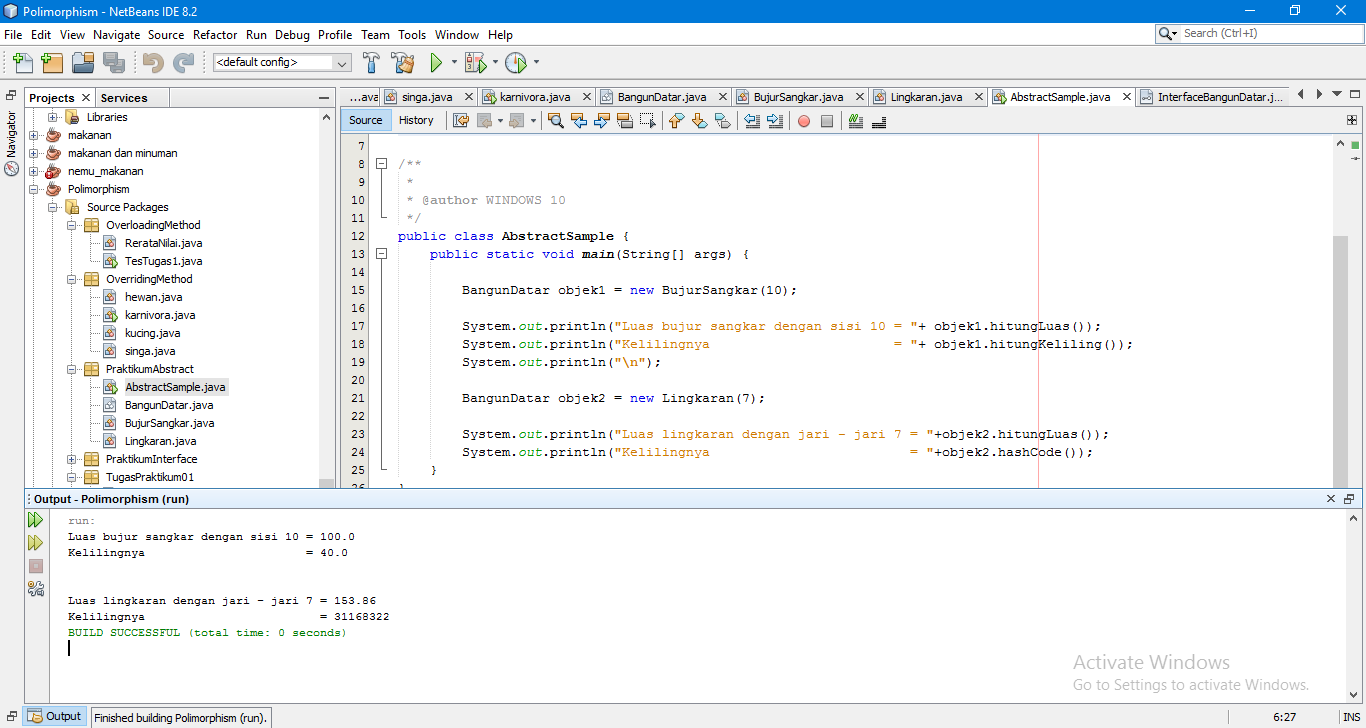 Polimorphism - NetBeans IDE 8.2
File Edit View Navigate Source Refactor Run Debug Profile Team Tools Window Help
Search (Ctrl+I)
<default config>
Projects Services
Navigator
Libraries
makanan
makanan dan minuman
nemu_makanan
Polimorphism
Source Packages
OverloadingMethod
RerataNilai.java
TesTugas1.java
OverridingMethod
hewan.java
karnivora.java
kucing.java
singa.java
PraktikumAbstract
AbstractSample.java
BangunDatar.java
BujurSangkar.java
Lingkaran.java
PraktikumInterface
TugasPraktikum01
...ava singa.java karnivora.java BangunDatar.java BujurSangkar.java Lingkaran.java AbstractSample.java InterfaceBangunDatar.j...
Source History
7
8 /**
9 *
10 * @author WINDOWS 10
11 */
12 public class AbstractSample {
13 public static void main(String[] args) {
14
15 BangunDatar objek1 = new BujurSangkar(10);
16
17 System.out.println("Luas bujur sangkar dengan sisi 10 = "+ objek1.hitungLuas());
18 System.out.println("Kelilingnya = "+ objek1.hitungKeliling());
19 System.out.println("\n");
20
21 BangunDatar objek2 = new Lingkaran(7);
22
23 System.out.println("Luas lingkaran dengan jari - jari 7 = "+objek2.hitungLuas());
24 System.out.println("Kelilingnya = "+objek2.hashCode());
25 }
26
Output - Polimorphism (run)
run:
Luas bujur sangkar dengan sisi 10 = 100.0
Kelilingnya = 40.0
Luas lingkaran dengan jari - jari 7 = 153.86
Kelilingnya = 31168322
BUILD SUCCESSFUL (total time: 0 seconds)
Activate Windows
Go to Settings to activate Windows.
Output Finished building Polimorphism (run). 6:27 INS